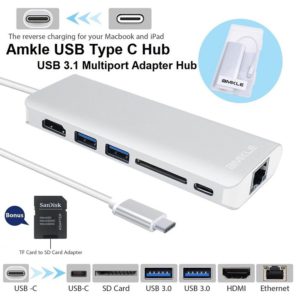 The reverse charging for your Macbook and iPad
Amkle USB Type C Hub
USB 3.1 Multiport Adapter Hub
AMKLE
AMKLE
Bonus
SanDisk
TF Card to SD Card Adapter
USB -C
USB-C
SD Card
USB 3.0
USB 3.0
HDMI
Ethernet